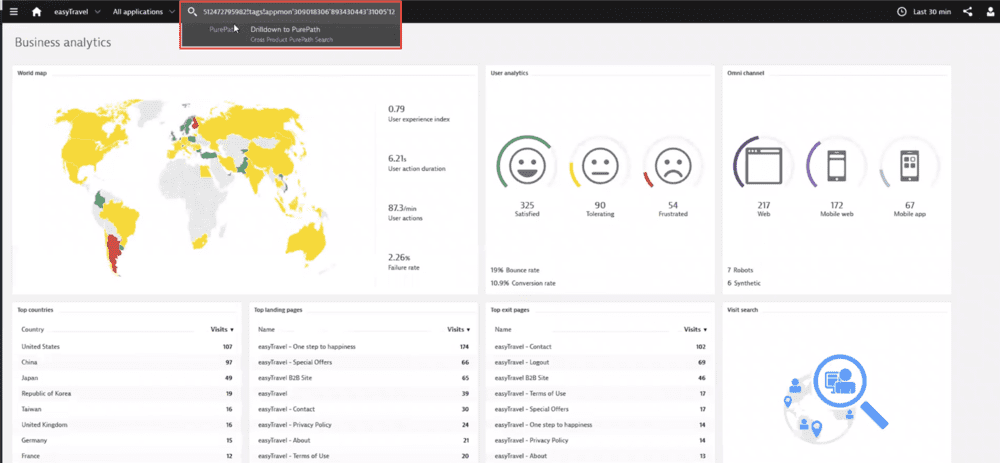 easyTravel All applications 512472795982!tags!appmon^309018306^893430443^31005^12 Last 30 min
PurePath Drilldown to PurePath
Cross Product PurePath Search
Business analytics
World map
0.79
User experience index
6.21s
User action duration
87.3/min
User actions
2.26%
Failure rate
User analytics
325 90 54
Satisfied Tolerating Frustrated
19% Bounce rate
10.9% Conversion rate
Omni channel
217 172 67
Web Mobile web Mobile app
7 Robots
6 Synthetic
Top countries
Country Visits
United States 107
China 97
Japan 49
Republic of Korea 19
Taiwan 16
United Kingdom 16
Germany 15
France 12
Top landing pages
Name Visits
easyTravel - One step to happiness 174
easyTravel - Special Offers 66
easyTravel B2B Site 65
easyTravel 39
easyTravel - Contact 30
easyTravel - Privacy Policy 24
easyTravel - About 21
easyTravel - Terms of Use 20
Top exit pages
Name Visits
easyTravel - Contact 102
easyTravel - Logout 69
easyTravel B2B Site 46
easyTravel - Terms of Use 17
easyTravel - Special Offers 17
easyTravel - One step to happiness 14
easyTravel - Privacy Policy 14
easyTravel - About 13
Visit search